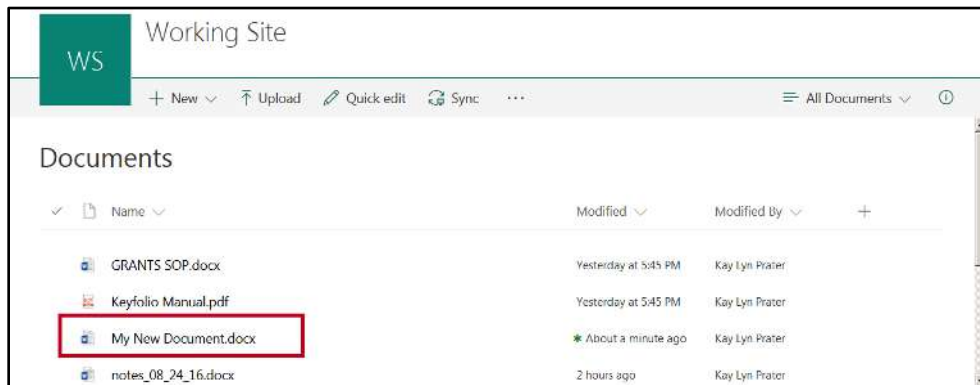 Working Site
WS
New Upload Quick edit Sync ... All Documents
Documents
Name Modified Modified By
GRANTS SOP.docx Yesterday at 5:45 PM Kay Lyn Prater
Keyfolio Manual.pdf Yesterday at 5:45 PM Kay Lyn Prater
My New Document.docx About a minute ago Kay Lyn Prater
notes_08_24_16.docx 2 hours ago Kay Lyn Prater